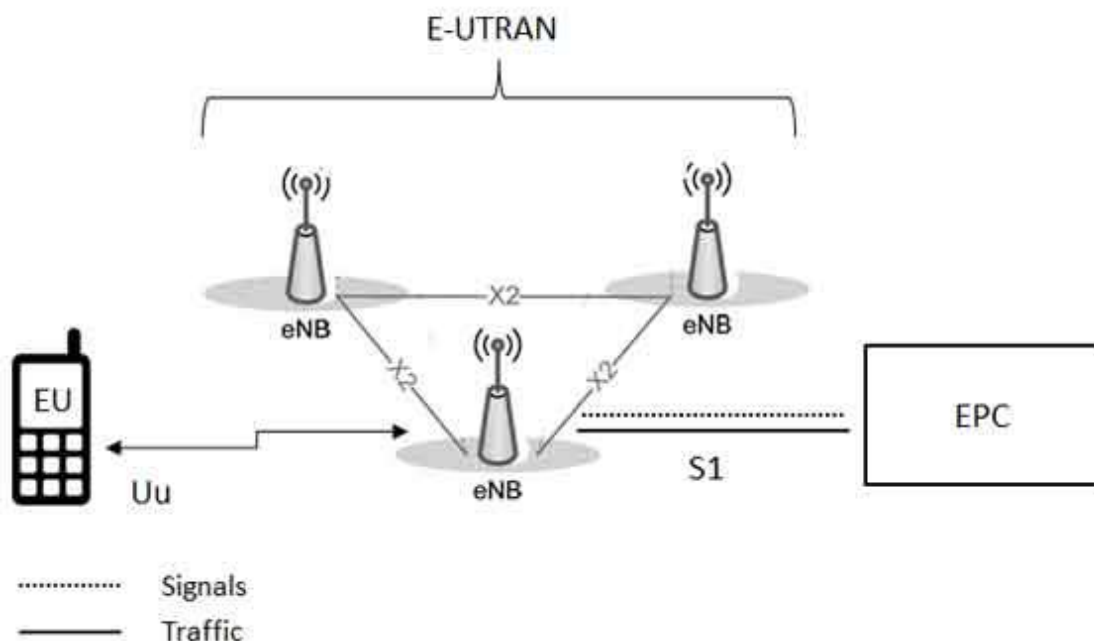 E-UTRAN
X2
eNB
eNB
X2
X2
EU
EPC
S1
Uu
eNB
Signals
Traffic